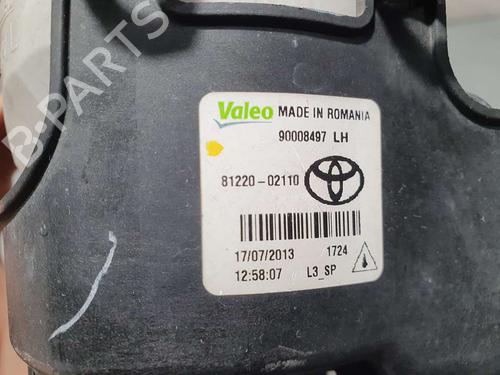 B-PARTS
Valeo MADE IN ROMANIA
90008497 LH
81220-02110
17/07/2013 1724
12:58:07 L3_SP